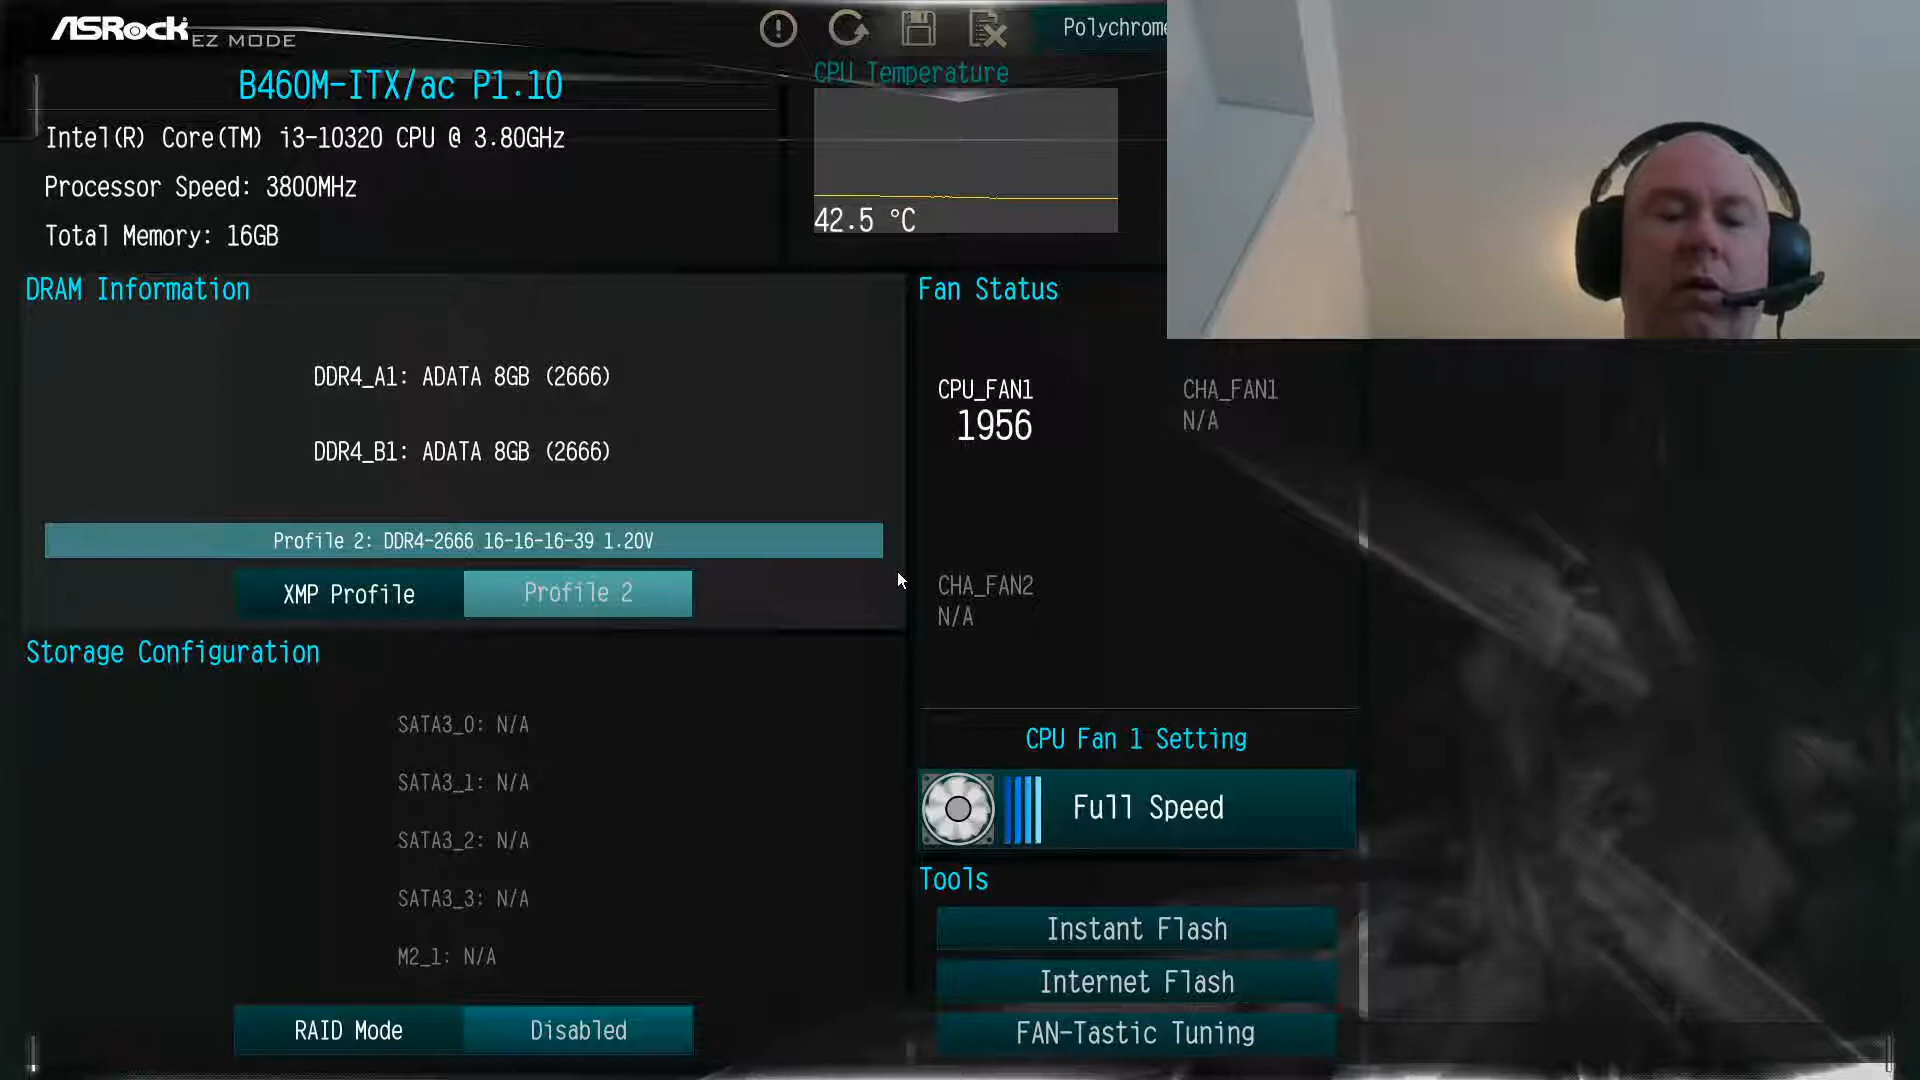 ASRock EZ MODE
Polychrome
B460M-ITX/ac P1.10
Intel(R) Core(TM) i3-10320 CPU @ 3.80GHz
Processor Speed: 3800MHz
Total Memory: 16GB
CPU Temperature
42.5 °C
DRAM Information
DDR4_A1: ADATA 8GB (2666)
DDR4_B1: ADATA 8GB (2666)
Profile 2: DDR4-2666 16-16-16-39 1.20V
XMP Profile
Profile 2
Storage Configuration
SATA3_0: N/A
SATA3_1: N/A
SATA3_2: N/A
SATA3_3: N/A
M2_1: N/A
RAID Mode
Disabled
Fan Status
CPU_FAN1
1956
CHA_FAN1
N/A
CHA_FAN2
N/A
CPU Fan 1 Setting
Full Speed
Tools
Instant Flash
Internet Flash
FAN-Tastic Tuning